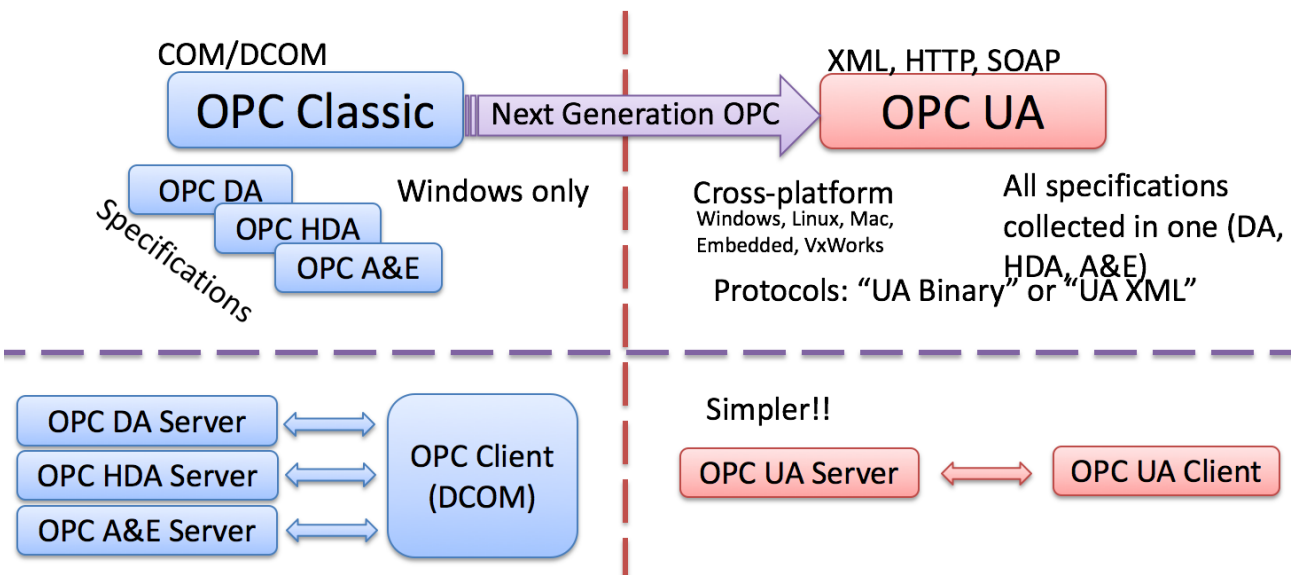 COM/DCOM
OPC Classic
Next Generation OPC
XML, HTTP, SOAP
OPC UA
OPC DA
OPC HDA
OPC A&E
Specifications
Windows only
Cross-platform
Windows, Linux, Mac,
Embedded, VxWorks
All specifications
collected in one (DA,
HDA, A&E)
Protocols: “UA Binary” or “UA XML”
OPC DA Server
OPC HDA Server
OPC A&E Server
OPC Client
(DCOM)
Simpler!!
OPC UA Server
OPC UA Client